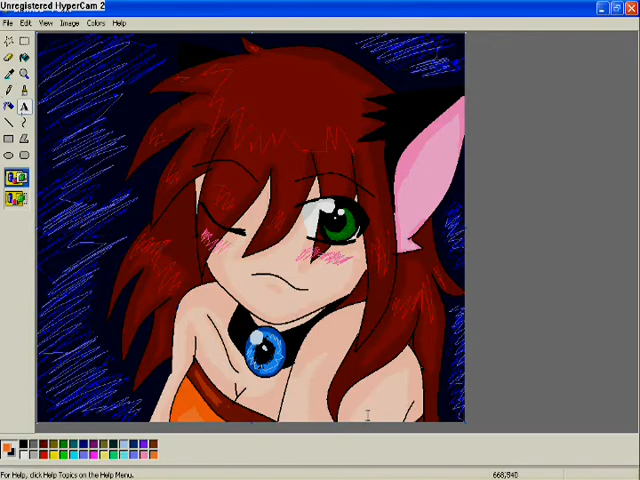 Unregistered HyperCam 2
File Edit View Image Colors Help
A
For Help, click Help Topics on the Help Menu.
668,940